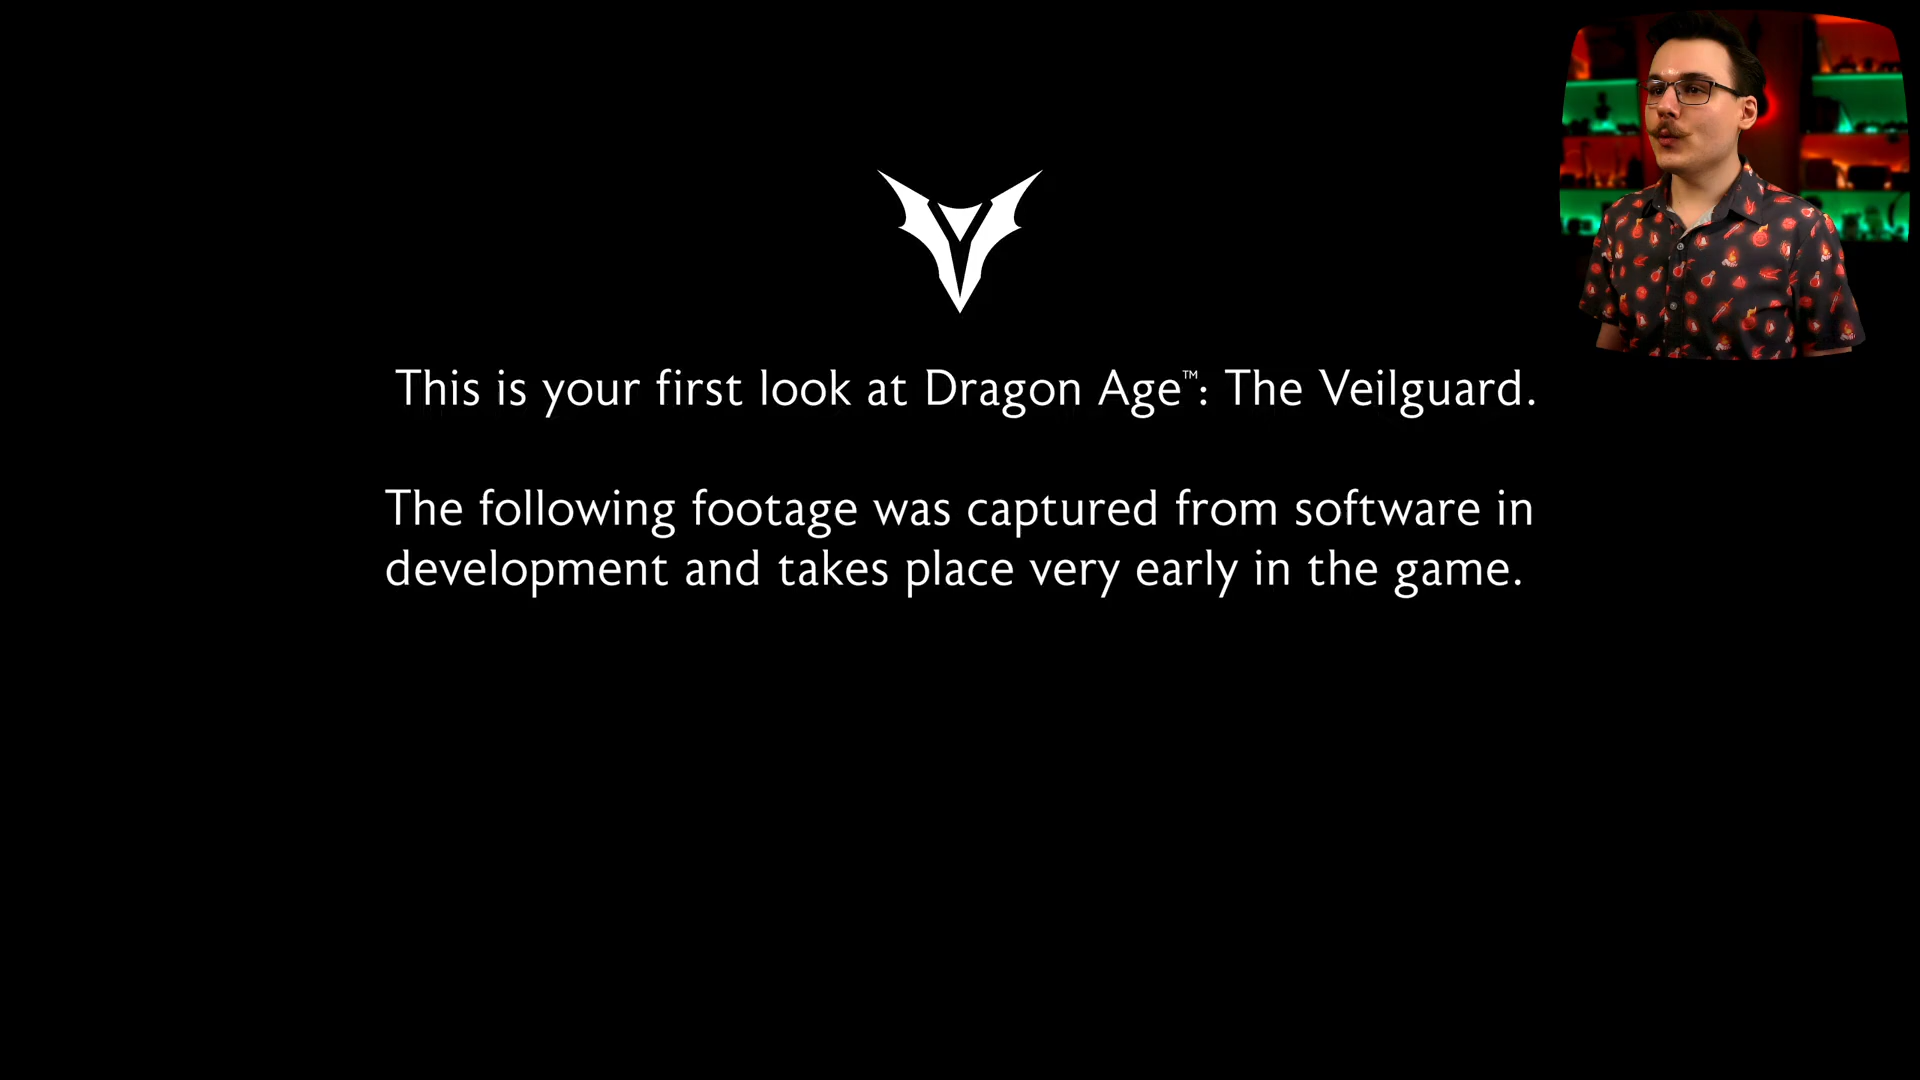 This is your first look at Dragon Age™: The Veilguard.
The following footage was captured from software in
development and takes place very early in the game.